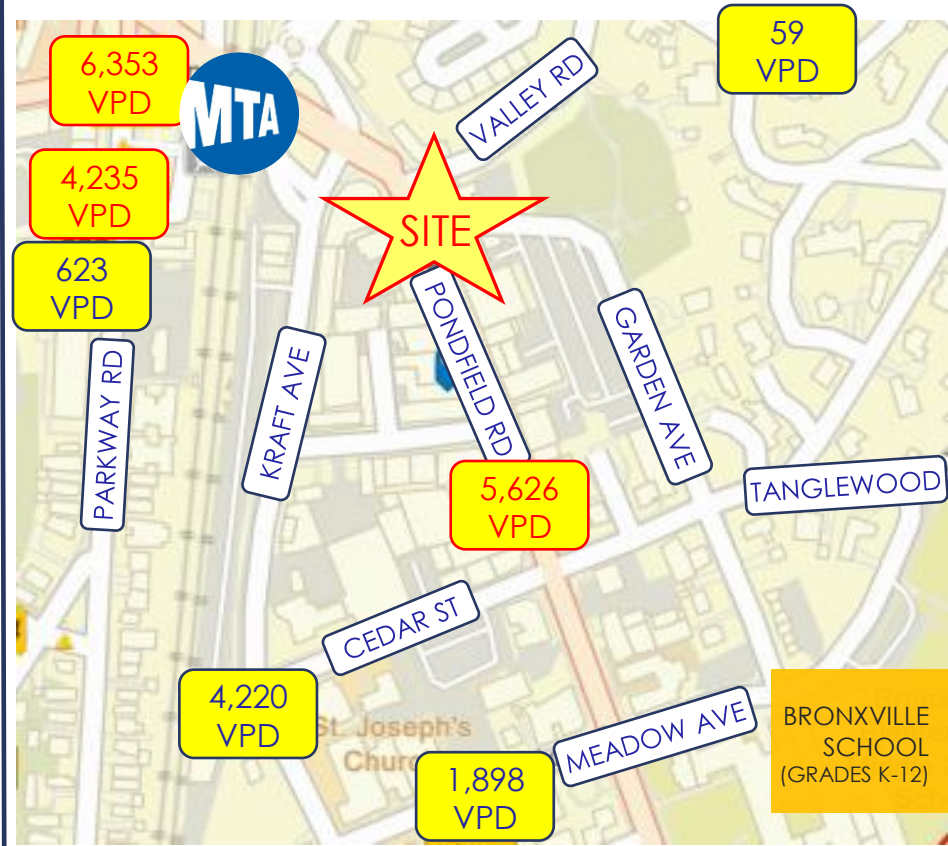 59
VPD
6,353
VPD
MTA
VALLEY RD
4,235
VPD
SITE
623
VPD
PONDFIELD RD
GARDEN AVE
KRAFT AVE
PARKWAY RD
5,626
VPD
TANGLEWOOD
CEDAR ST
4,220
VPD
St. Joseph's
MEADOW AVE
BRONXVILLE
SCHOOL
(GRADES K-12)
1,898
VPD